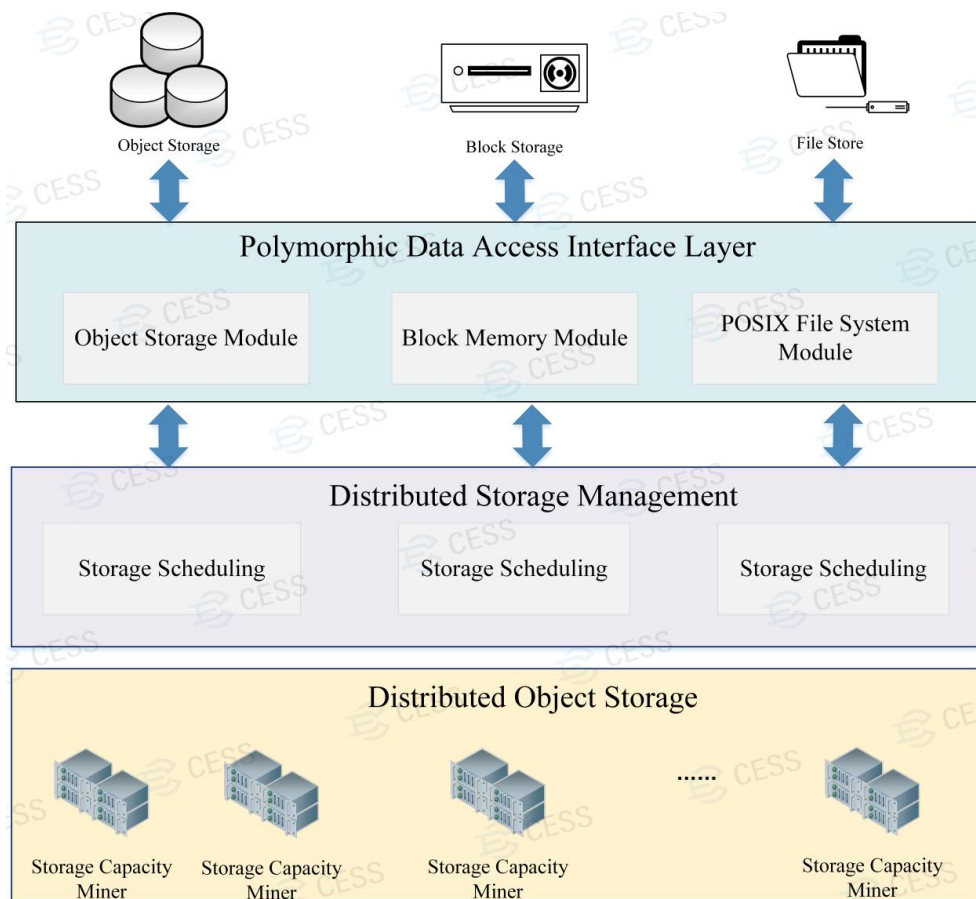 Object Storage
Block Storage
File Store
Polymorphic Data Access Interface Layer
Object Storage Module
Block Memory Module
POSIX File System
Module
Distributed Storage Management
Storage Scheduling
Storage Scheduling
Storage Scheduling
Distributed Object Storage
......
Storage Capacity
Miner
Storage Capacity
Miner
Storage Capacity
Miner
Storage Capacity
Miner
CESS